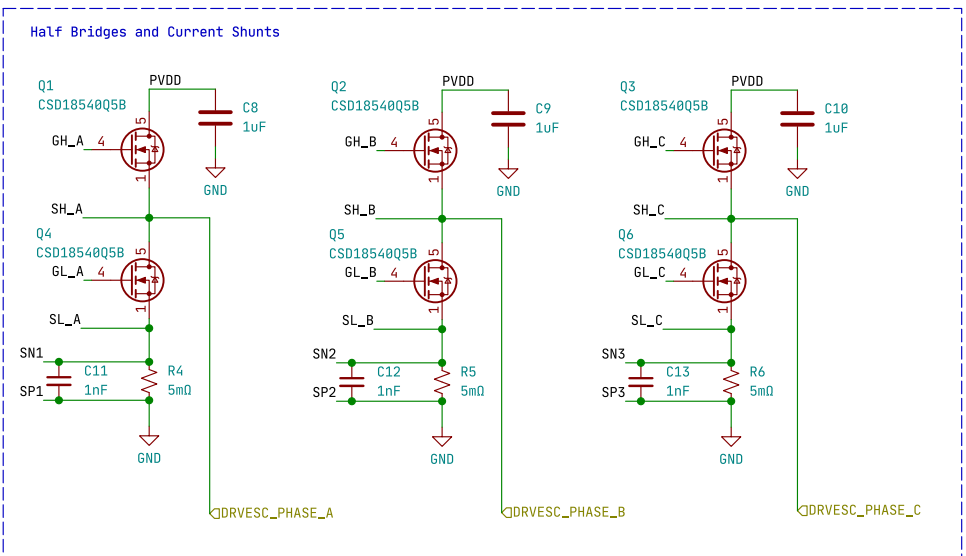 Half Bridges and Current Shunts
Q1
CSD18540Q5B
PVDD
C8
1uF
5
GH_A
4
1
GND
SH_A
Q4
CSD18540Q5B
5
GL_A
4
1
SL_A
SN1
C11
1nF
SP1
R4
5mΩ
GND
DRVESC_PHASE_A
Q2
CSD18540Q5B
PVDD
C9
1uF
5
GH_B
4
1
GND
SH_B
Q5
CSD18540Q5B
5
GL_B
4
1
SL_B
SN2
C12
1nF
SP2
R5
5mΩ
GND
DRVESC_PHASE_B
Q3
CSD18540Q5B
PVDD
C10
1uF
5
GH_C
4
1
GND
SH_C
Q6
CSD18540Q5B
5
GL_C
4
1
SL_C
SN3
C13
1nF
SP3
R6
5mΩ
GND
DRVESC_PHASE_C